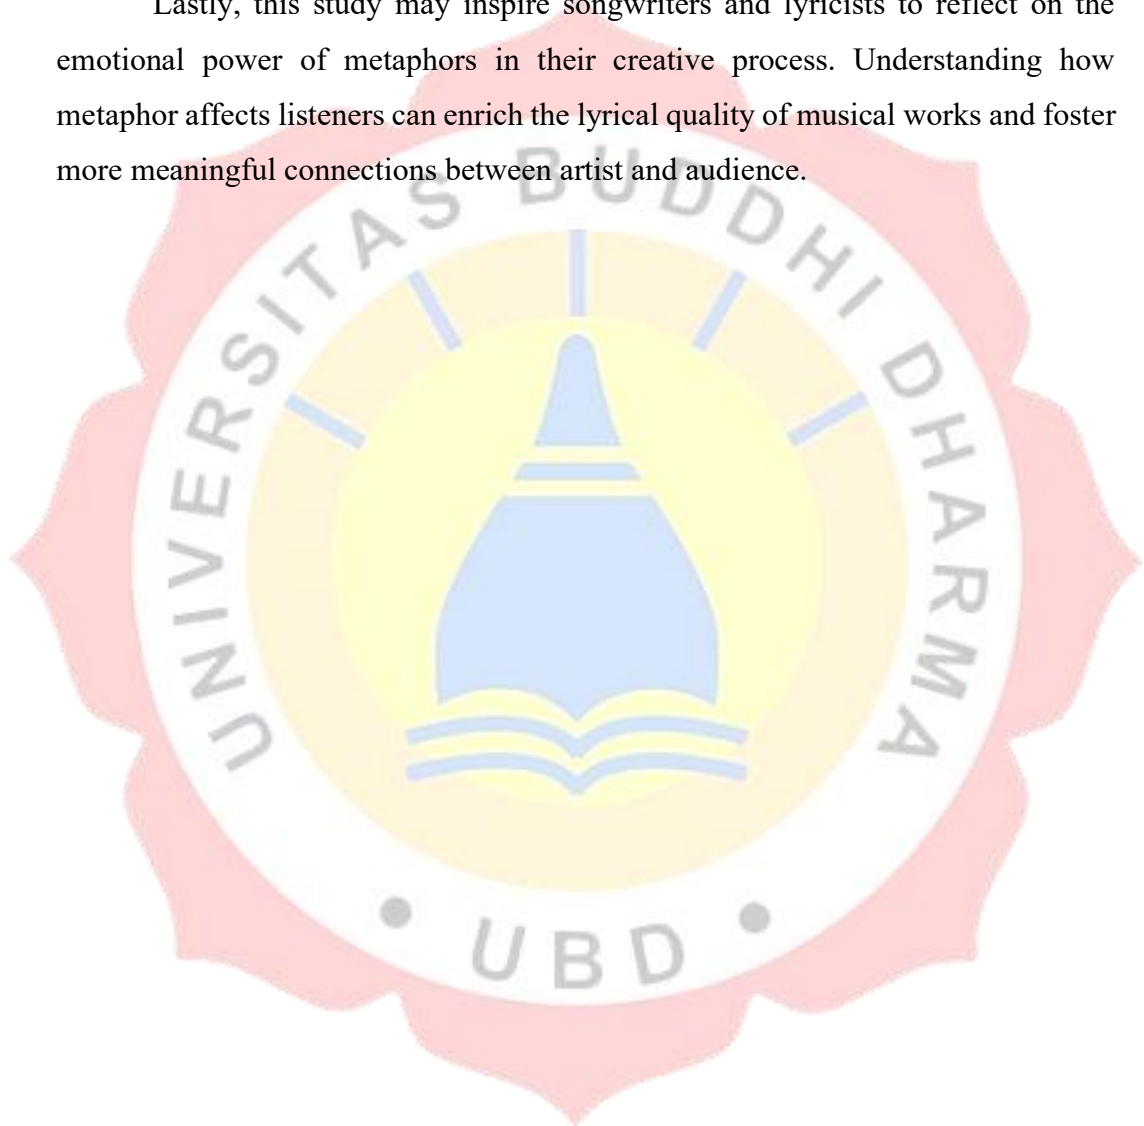 Lastly, this study may inspire songwriters and lyricists to reflect on the
emotional power of metaphors in their creative process. Understanding how
metaphor affects listeners can enrich the lyrical quality of musical works and foster
more meaningful connections between artist and audience.
UNIVERSITAS BUDDHI DHARMA
• UBD •